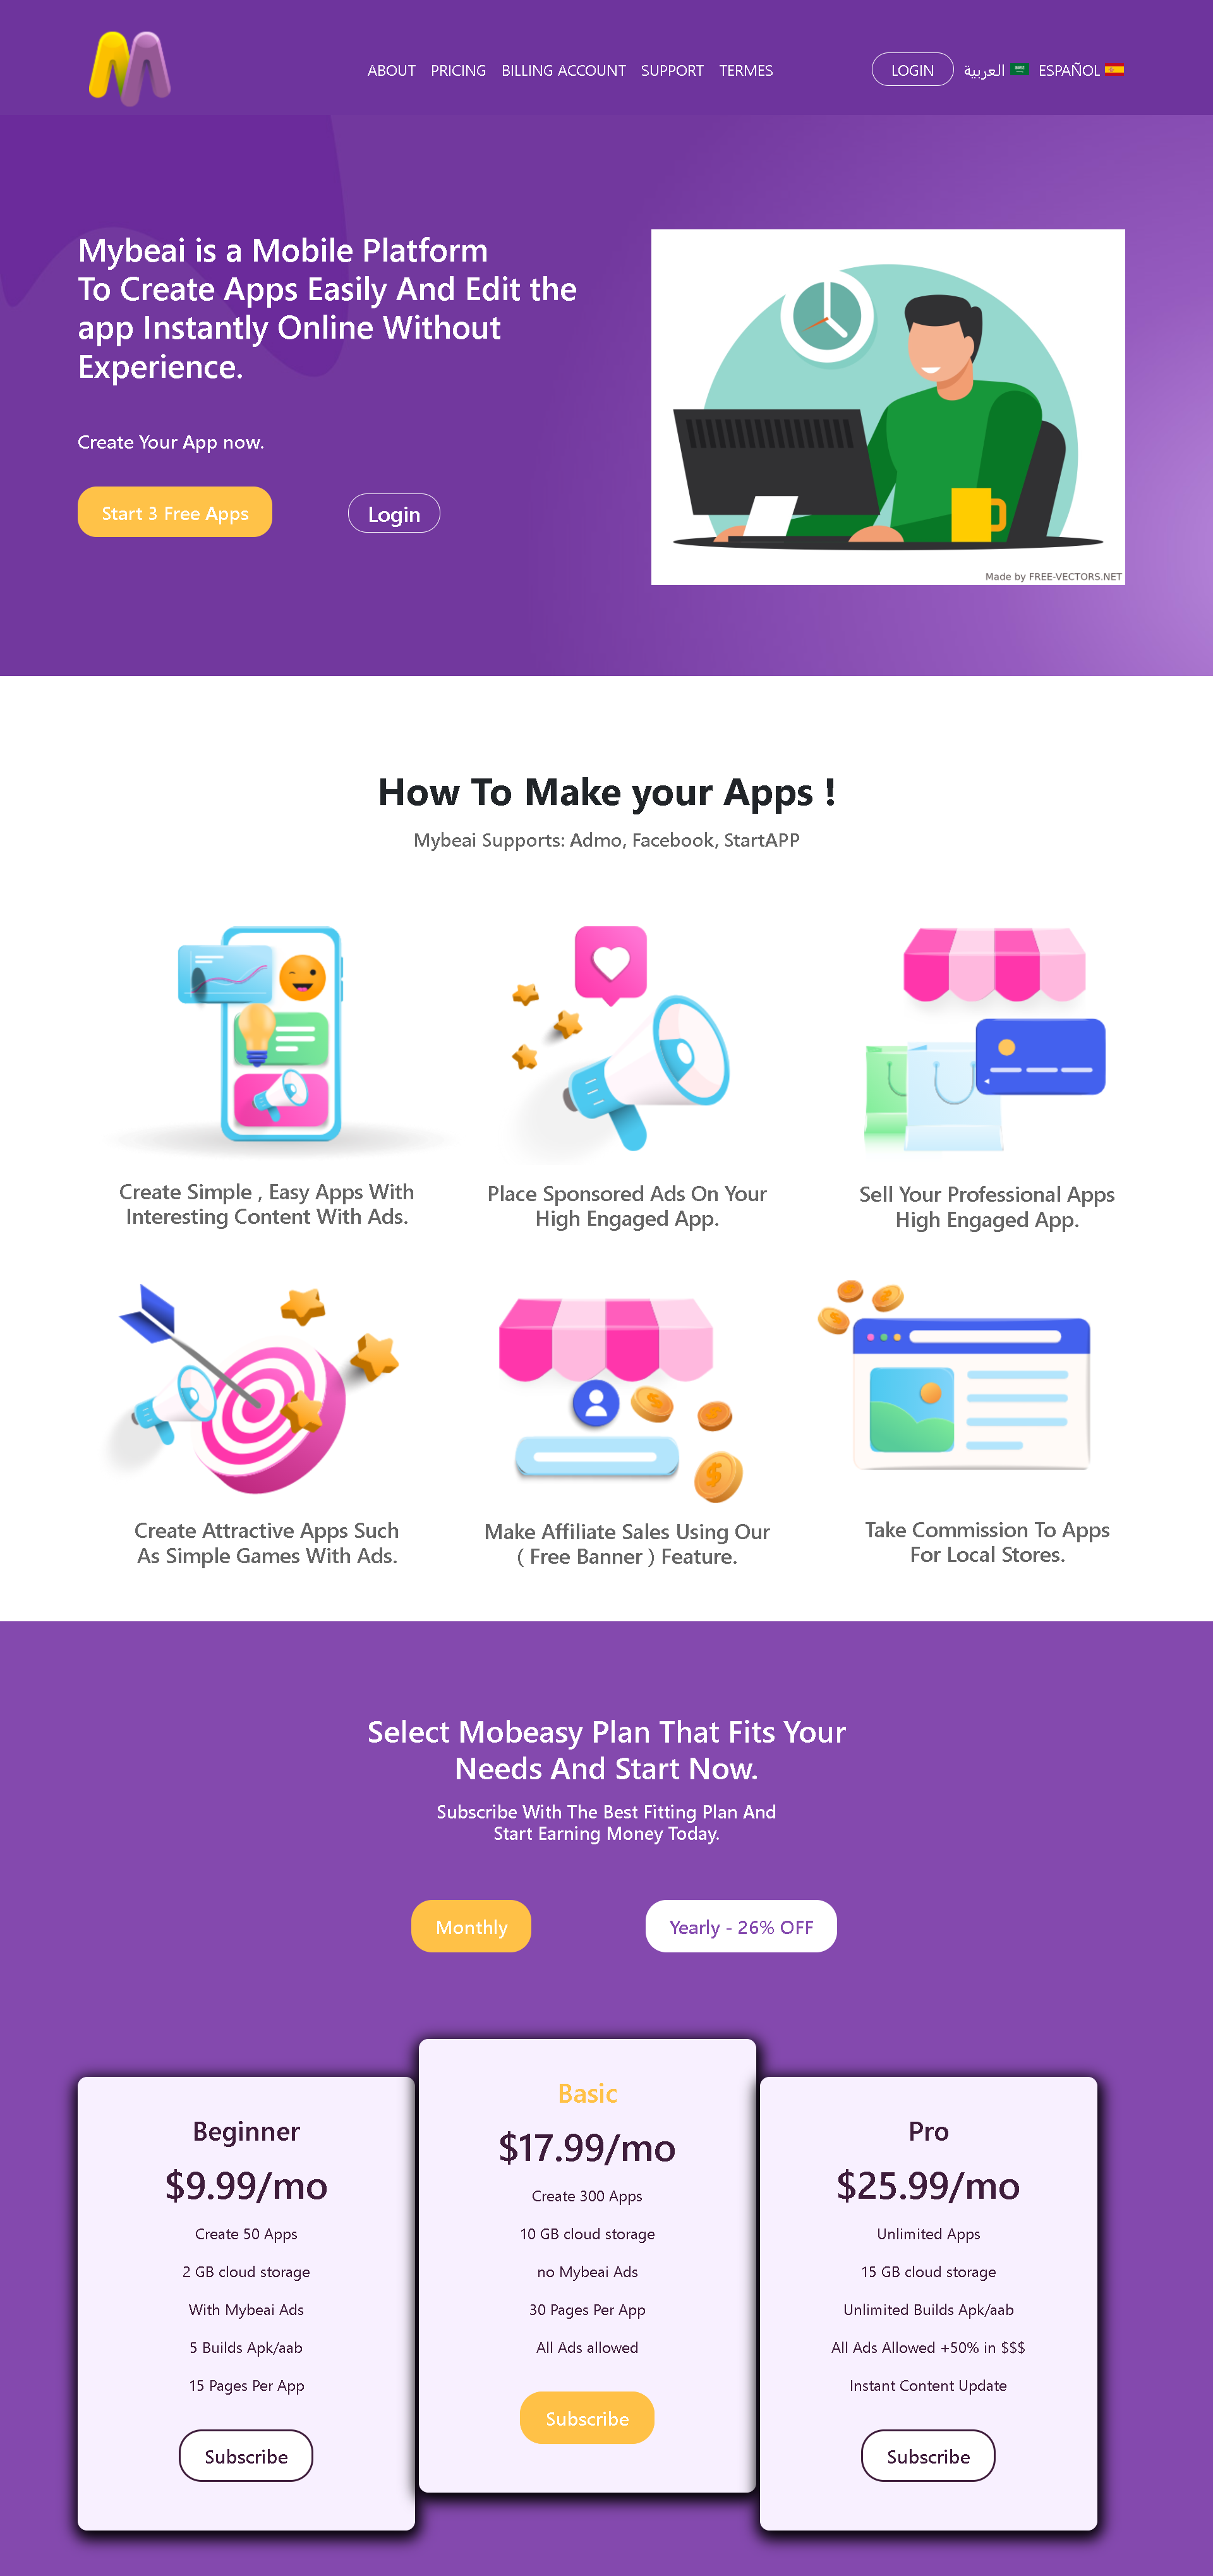 ABOUT PRICING BILLING ACCOUNT SUPPORT TERMES LOGIN العربية ESPAÑOL
Mybeai is a Mobile Platform
To Create Apps Easily And Edit the
app Instantly Online Without
Experience.
Create Your App now.
Start 3 Free Apps
Login
Made by FREE-VECTORS.NET
How To Make your Apps !
Mybeai Supports: Admo, Facebook, StartAPP
Create Simple , Easy Apps With
Interesting Content With Ads.
Place Sponsored Ads On Your
High Engaged App.
Sell Your Professional Apps
High Engaged App.
Create Attractive Apps Such
As Simple Games With Ads.
Make Affiliate Sales Using Our
( Free Banner ) Feature.
Take Commission To Apps
For Local Stores.
Select Mobeasy Plan That Fits Your
Needs And Start Now.
Subscribe With The Best Fitting Plan And
Start Earning Money Today.
Monthly
Yearly - 26% OFF
Beginner
$9.99/mo
Create 50 Apps
2 GB cloud storage
With Mybeai Ads
5 Builds Apk/aab
15 Pages Per App
Subscribe
Basic
$17.99/mo
Create 300 Apps
10 GB cloud storage
no Mybeai Ads
30 Pages Per App
All Ads allowed
Subscribe
Pro
$25.99/mo
Unlimited Apps
15 GB cloud storage
Unlimited Builds Apk/aab
All Ads Allowed +50% in $$$
Instant Content Update
Subscribe